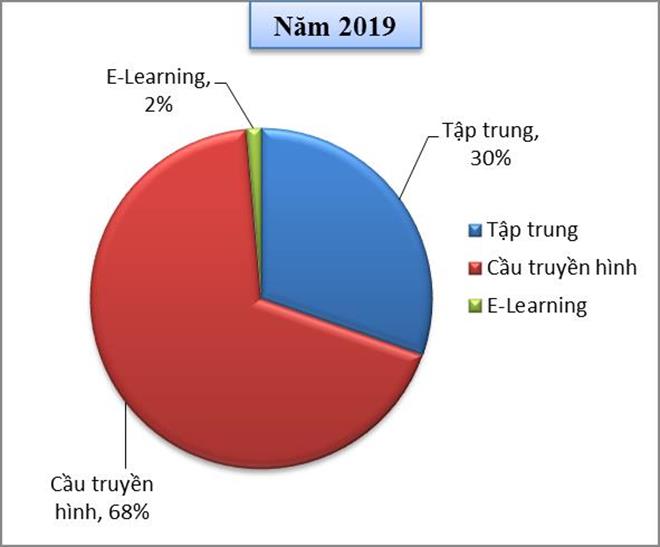 Năm 2019
E-Learning,
2%
Tập trung,
30%
Tập trung
Cầu truyền hình
E-Learning
Cầu truyền
hình, 68%